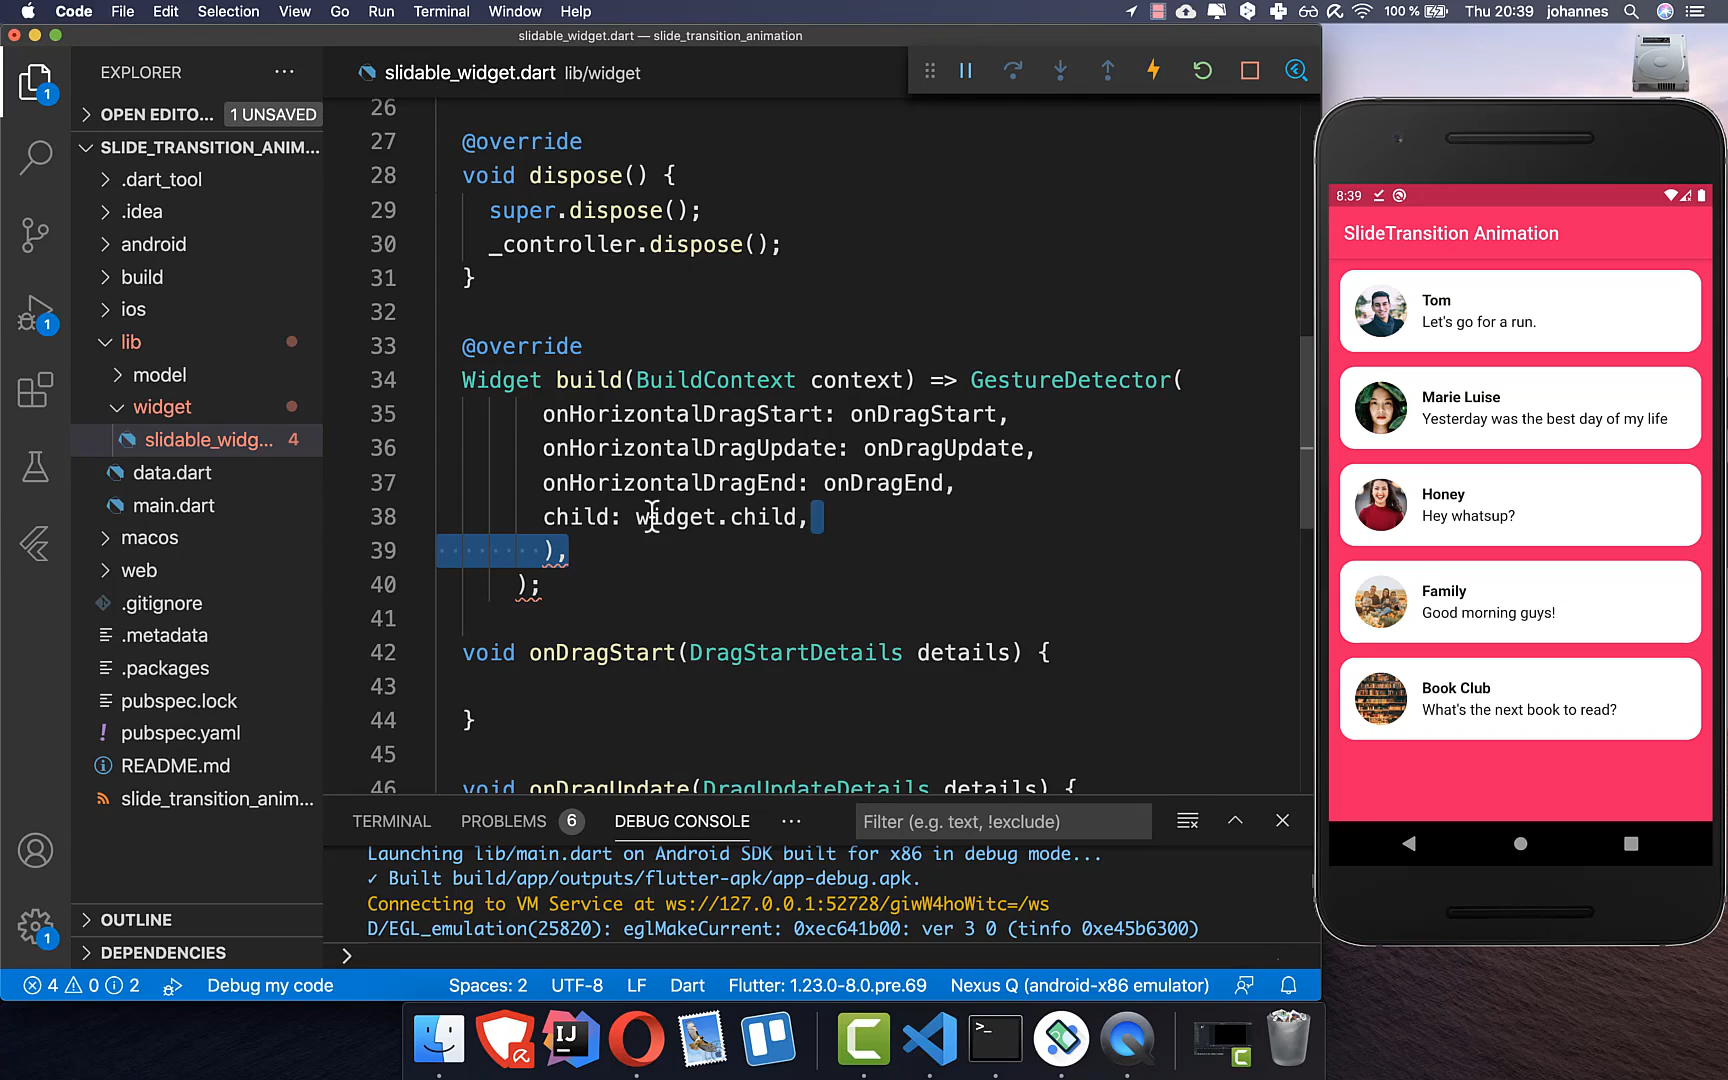 Code File Edit Selection View Go Run Terminal Window Help 100 % Thu 20:39 johannes
slidable_widget.dart — slide_transition_animation
EXPLORER
OPEN EDITO... 1 UNSAVED
SLIDE_TRANSITION_ANIM...
.dart_tool
.idea
android
build
ios
lib
model
widget
slidable_widg... 4
data.dart
main.dart
macos
web
.gitignore
.metadata
.packages
pubspec.lock
pubspec.yaml
README.md
slide_transition_anim...
OUTLINE
DEPENDENCIES
1
1
1
slidable_widget.dart lib/widget
26
27 @override
28 void dispose() {
29 super.dispose();
30 _controller.dispose();
31 }
32
33 @override
34 Widget build(BuildContext context) => GestureDetector(
35 onHorizontalDragStart: onDragStart,
36 onHorizontalDragUpdate: onDragUpdate,
37 onHorizontalDragEnd: onDragEnd,
38 child: widget.child,
39 ),
40 );
41
42 void onDragStart(DragStartDetails details) {
43
44 }
45
46 void onDragUpdate(DragUpdateDetails details) {
TERMINAL PROBLEMS 6 DEBUG CONSOLE ... Filter (e.g. text, !exclude)
Launching lib/main.dart on Android SDK built for x86 in debug mode...
✓ Built build/app/outputs/flutter-apk/app-debug.apk.
Connecting to VM Service at ws://127.0.0.1:52728/giwW4hoWitc=/ws
D/EGL_emulation(25820): eglMakeCurrent: 0xec641b00: ver 3 0 (tinfo 0xe45b6300)
4 0 2 Debug my code Spaces: 2 UTF-8 LF Dart Flutter: 1.23.0-8.0.pre.69 Nexus Q (android-x86 emulator)
8:39
SlideTransition Animation
Tom
Let's go for a run.
Marie Luise
Yesterday was the best day of my life
Honey
Hey whatsup?
Family
Good morning guys!
Book Club
What's the next book to read?
IJ